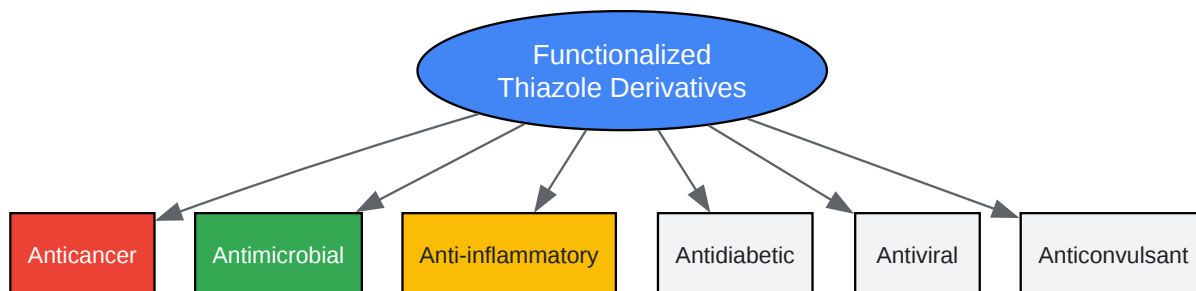 Functionalized
Thiazole Derivatives
Anticancer
Antimicrobial
Anti-inflammatory
Antidiabetic
Antiviral
Anticonvulsant